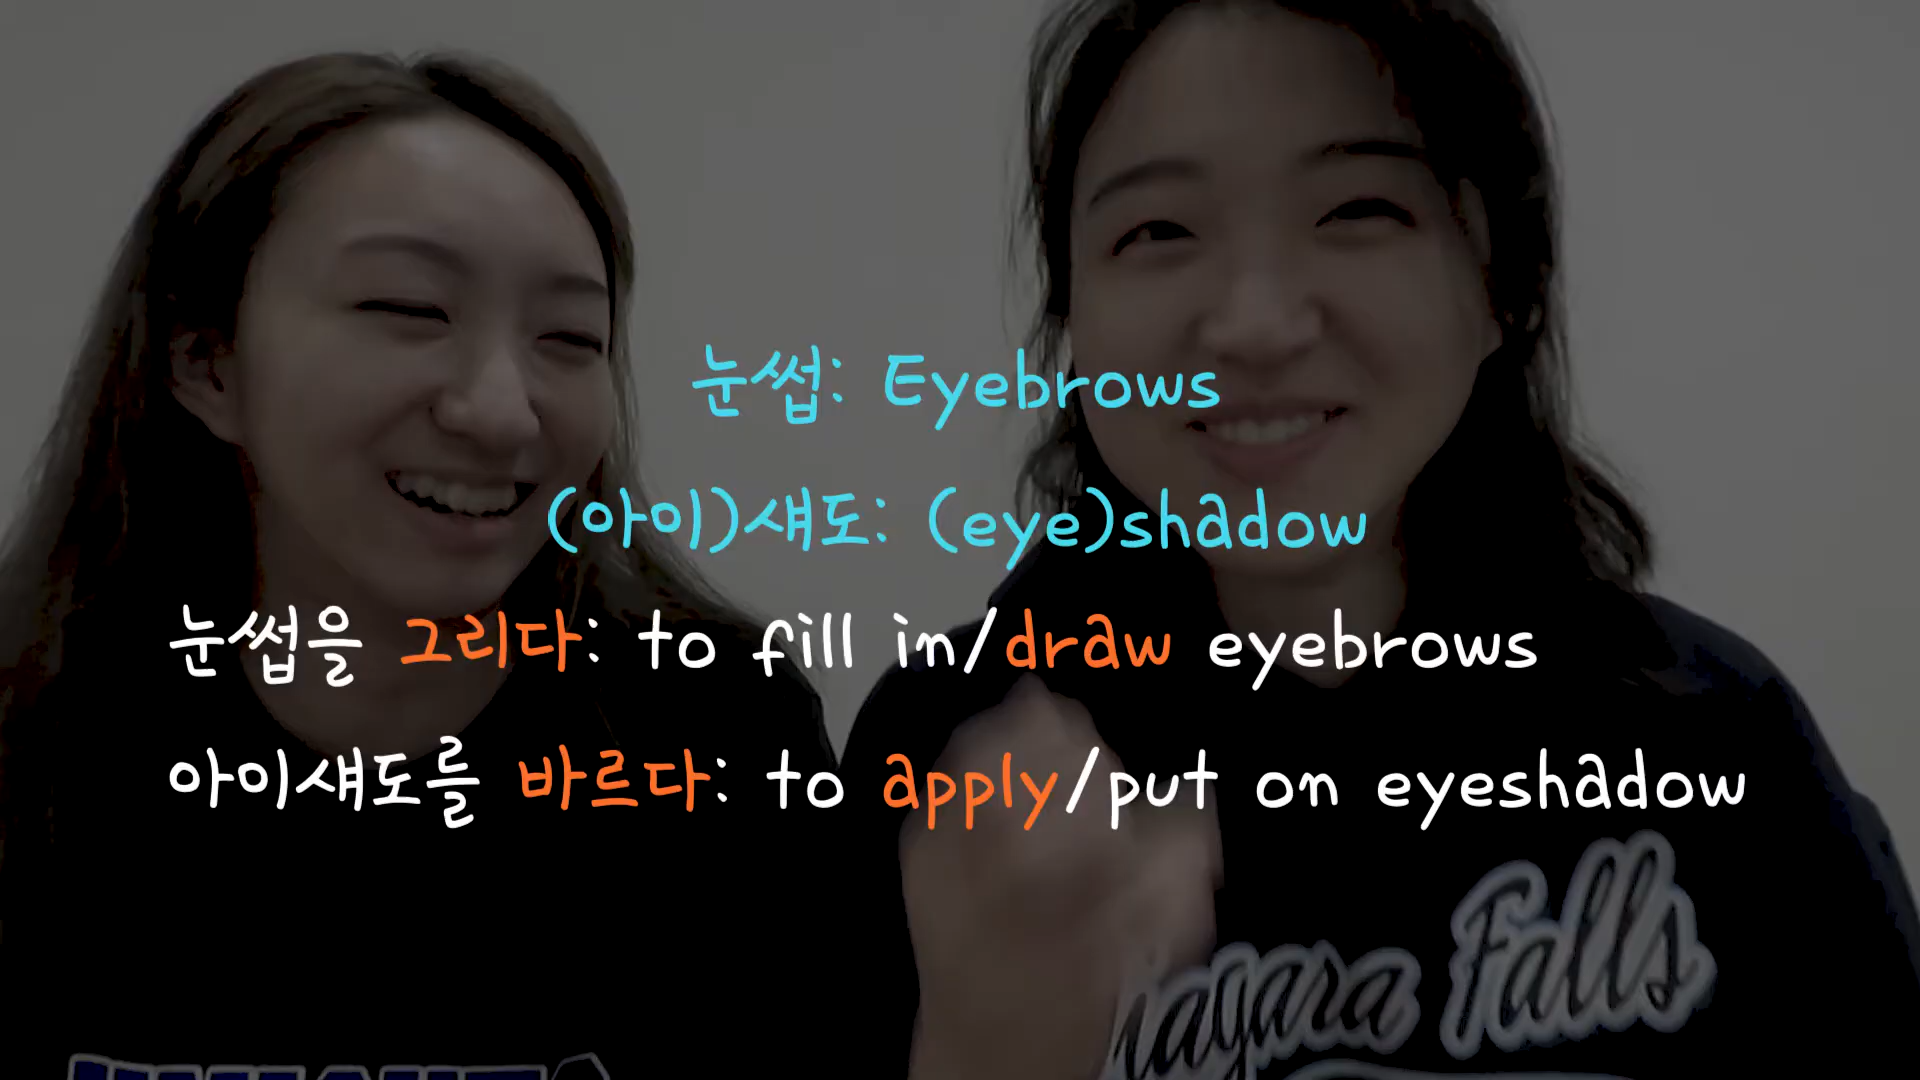 눈썹: Eyebrows
(아이)섀도: (eye)shadow
눈썹을 그리다: to fill in/draw eyebrows
아이섀도를 바르다: to apply/put on eyeshadow
Niagara Falls